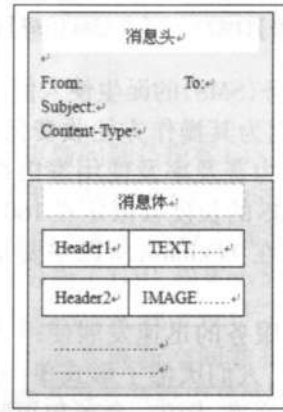 消息头
From: To:
Subject:
Content-Type:
消息体
Header1 TEXT......
Header2 IMAGE......
........................
........................